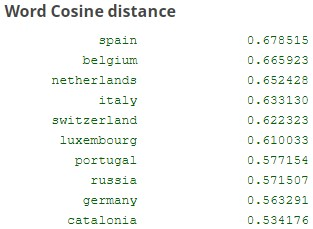 Word Cosine distance
spain 0.678515
belgium 0.665923
netherlands 0.652428
italy 0.633130
switzerland 0.622323
luxembourg 0.610033
portugal 0.577154
russia 0.571507
germany 0.563291
catalonia 0.534176